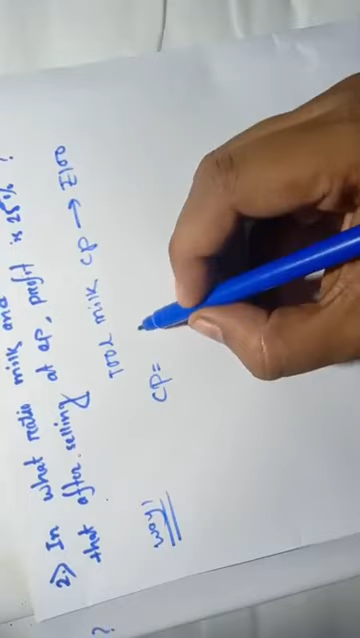 2.> In what ratio milk and
that after selling at CP, profit is 25% ?
100L milk CP → ₹100
way 1
CP=
?